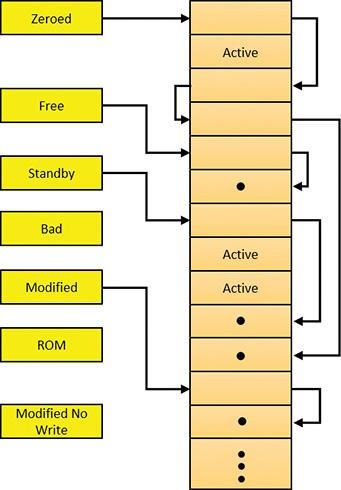 Zeroed
Active
Free
Standby
Bad
Active
Modified
Active
ROM
Modified No
Write